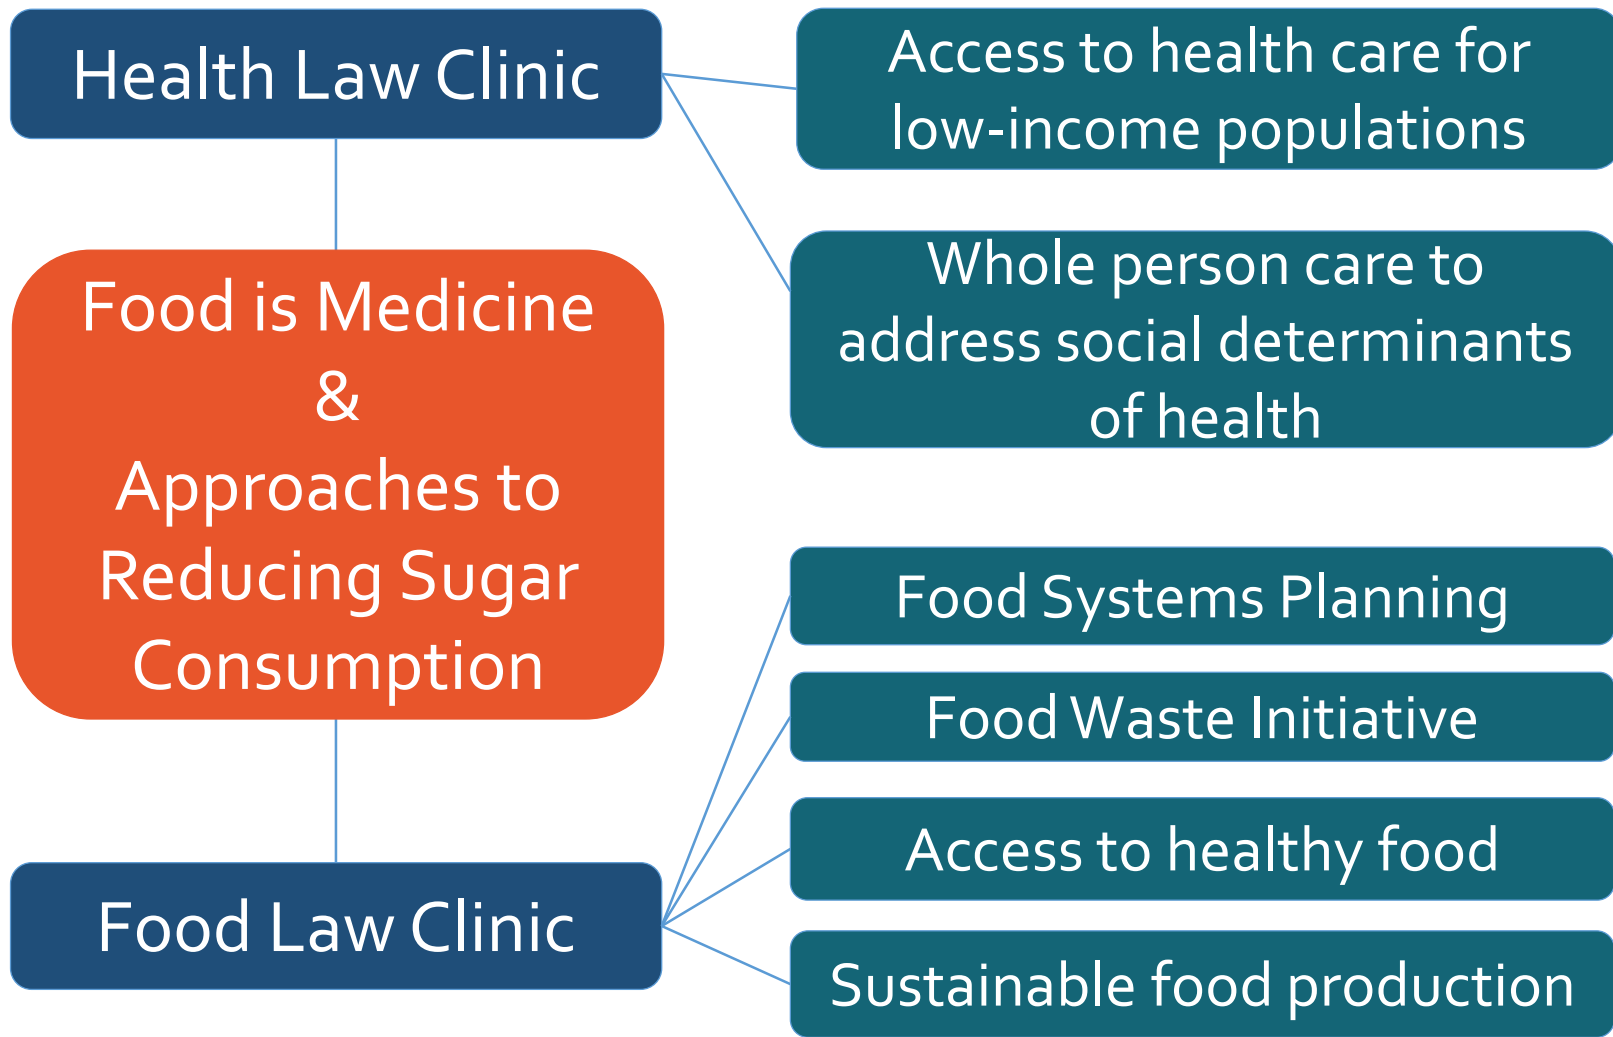 Health Law Clinic
Access to health care for
low-income populations
Whole person care to
address social determinants
of health
Food is Medicine
&
Approaches to
Reducing Sugar
Consumption
Food Law Clinic
Food Systems Planning
Food Waste Initiative
Access to healthy food
Sustainable food production